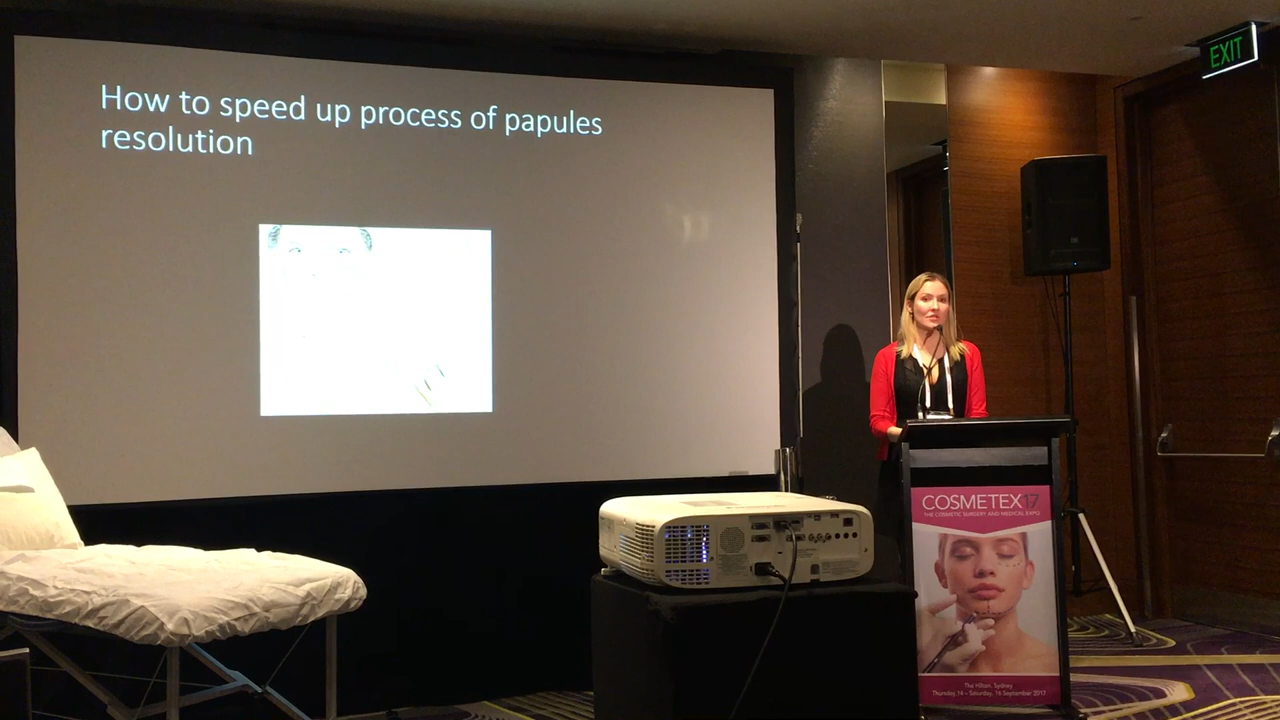 How to speed up process of papules
resolution
EXIT
COSMETEX17
THE COSMETIC SURGERY AND MEDICAL EXPO
The Hilton, Sydney
Thursday 14 – Saturday, 16 September 2017